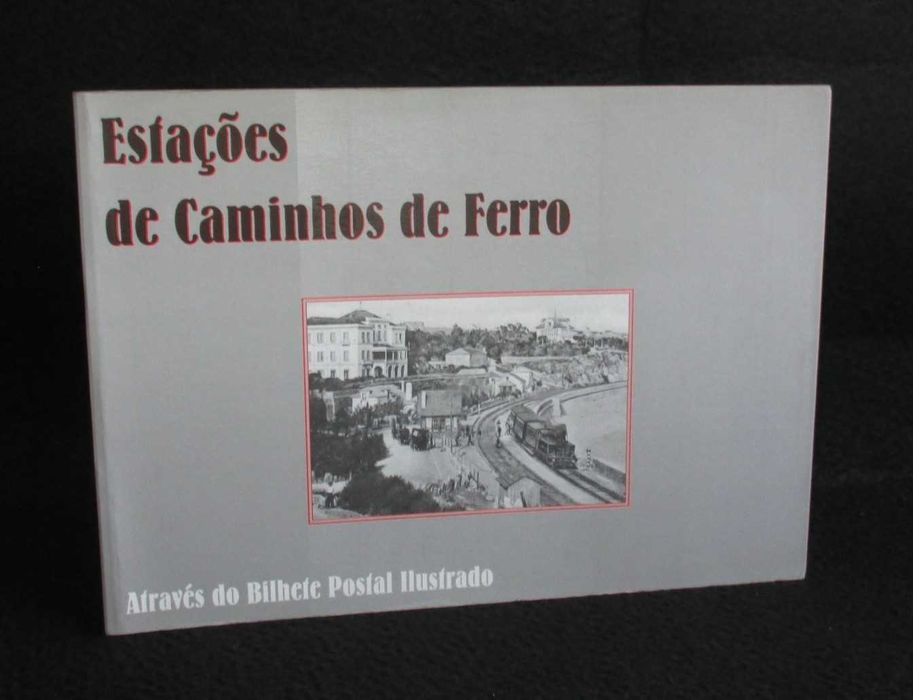 Estações
de Caminhos de Ferro
Através do Bilhete Postal Ilustrado